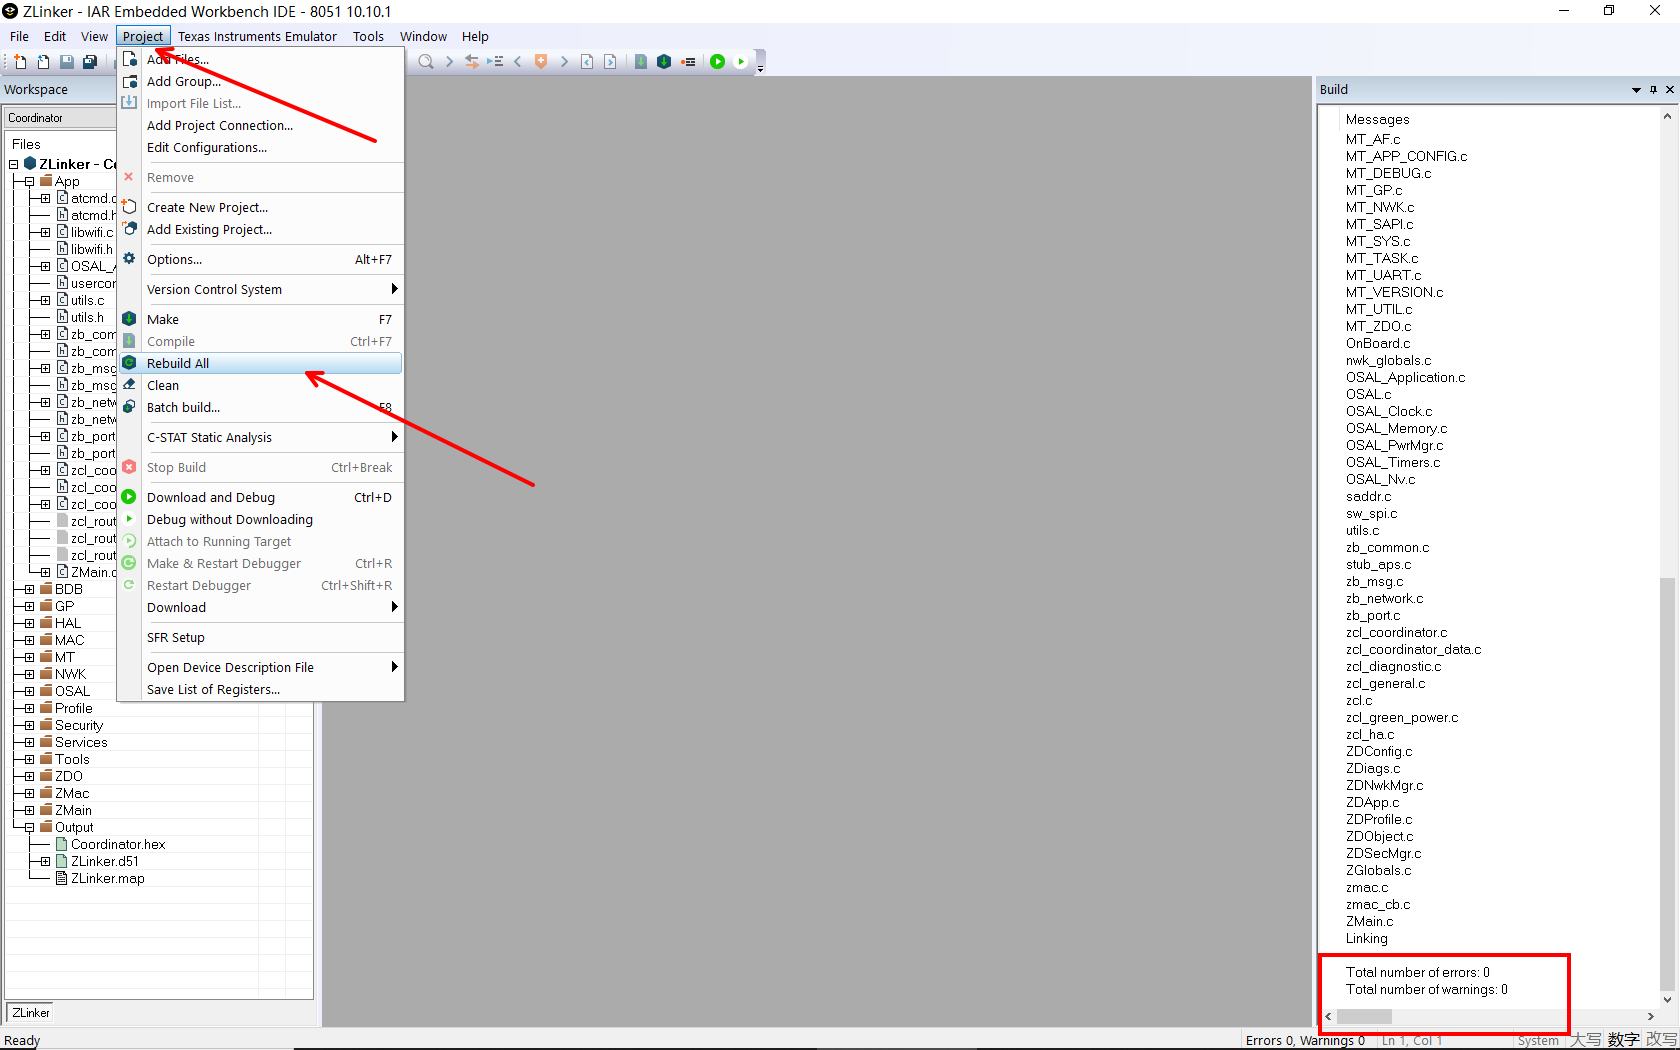 ZLinker - IAR Embedded Workbench IDE - 8051 10.10.1
File Edit View Project Texas Instruments Emulator Tools Window Help
Workspace
Coordinator
Files
ZLinker - Co
App
atcmd.c
atcmd.h
libwifi.c
libwifi.h
OSAL_A
usercor
utils.c
utils.h
zb_com
zb_com
zb_msg
zb_msg
zb_netw
zb_netw
zb_port
zb_port
zcl_coo
zcl_coo
zcl_coo
zcl_rout
zcl_rout
zcl_rout
ZMain.c
BDB
GP
HAL
MAC
MT
NWK
OSAL
Profile
Security
Services
Tools
ZDO
ZMac
ZMain
Output
Coordinator.hex
ZLinker.d51
ZLinker.map
ZLinker
Add Files...
Add Group...
Import File List...
Add Project Connection...
Edit Configurations...
Remove
Create New Project...
Add Existing Project...
Options... Alt+F7
Version Control System
Make F7
Compile Ctrl+F7
Rebuild All
Clean
Batch build... F8
C-STAT Static Analysis
Stop Build Ctrl+Break
Download and Debug Ctrl+D
Debug without Downloading
Attach to Running Target
Make & Restart Debugger Ctrl+R
Restart Debugger Ctrl+Shift+R
Download
SFR Setup
Open Device Description File
Save List of Registers...
Build
Messages
MT_AF.c
MT_APP_CONFIG.c
MT_DEBUG.c
MT_GP.c
MT_NWK.c
MT_SAPI.c
MT_SYS.c
MT_TASK.c
MT_UART.c
MT_VERSION.c
MT_UTIL.c
MT_ZDO.c
OnBoard.c
nwk_globals.c
OSAL_Application.c
OSAL.c
OSAL_Clock.c
OSAL_Memory.c
OSAL_PwrMgr.c
OSAL_Timers.c
OSAL_Nv.c
saddr.c
sw_spi.c
utils.c
zb_common.c
stub_aps.c
zb_msg.c
zb_network.c
zb_port.c
zcl_coordinator.c
zcl_coordinator_data.c
zcl_diagnostic.c
zcl_general.c
zcl.c
zcl_green_power.c
zcl_ha.c
ZDConfig.c
ZDiags.c
ZDNwkMgr.c
ZDApp.c
ZDProfile.c
ZDObject.c
ZDSecMgr.c
ZGlobals.c
zmac.c
zmac_cb.c
ZMain.c
Linking
Total number of errors: 0
Total number of warnings: 0
Ready
Errors 0, Warnings 0 Ln 1, Col 1 System 大写 数字 改写